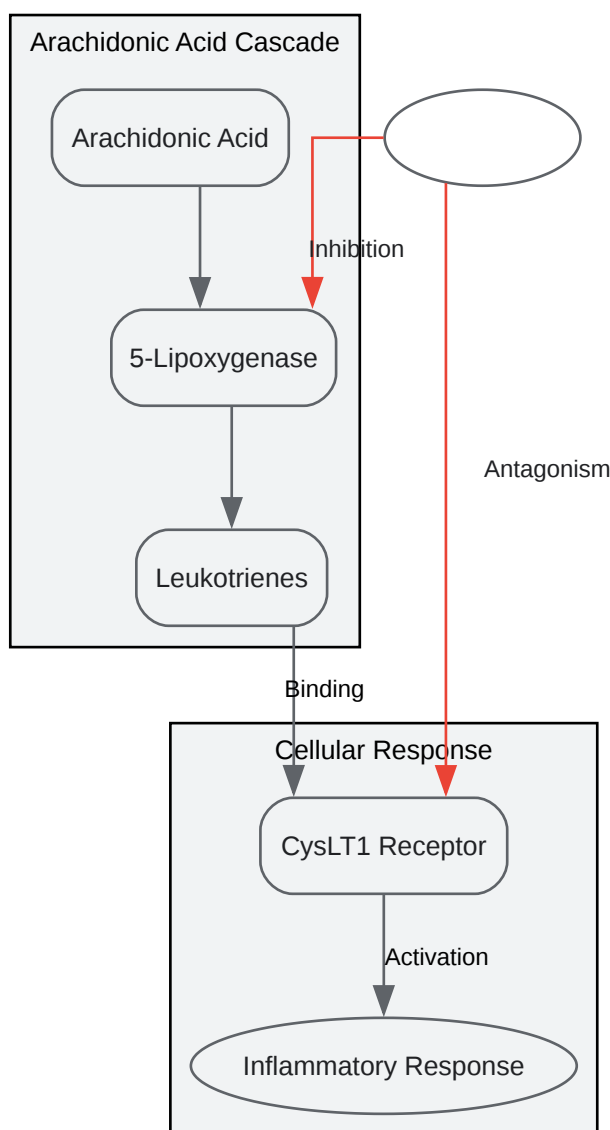 Arachidonic Acid Cascade
Arachidonic Acid
Inhibition
5-Lipoxygenase
Antagonism
Leukotrienes
Binding
Cellular Response
CysLT1 Receptor
Activation
Inflammatory Response